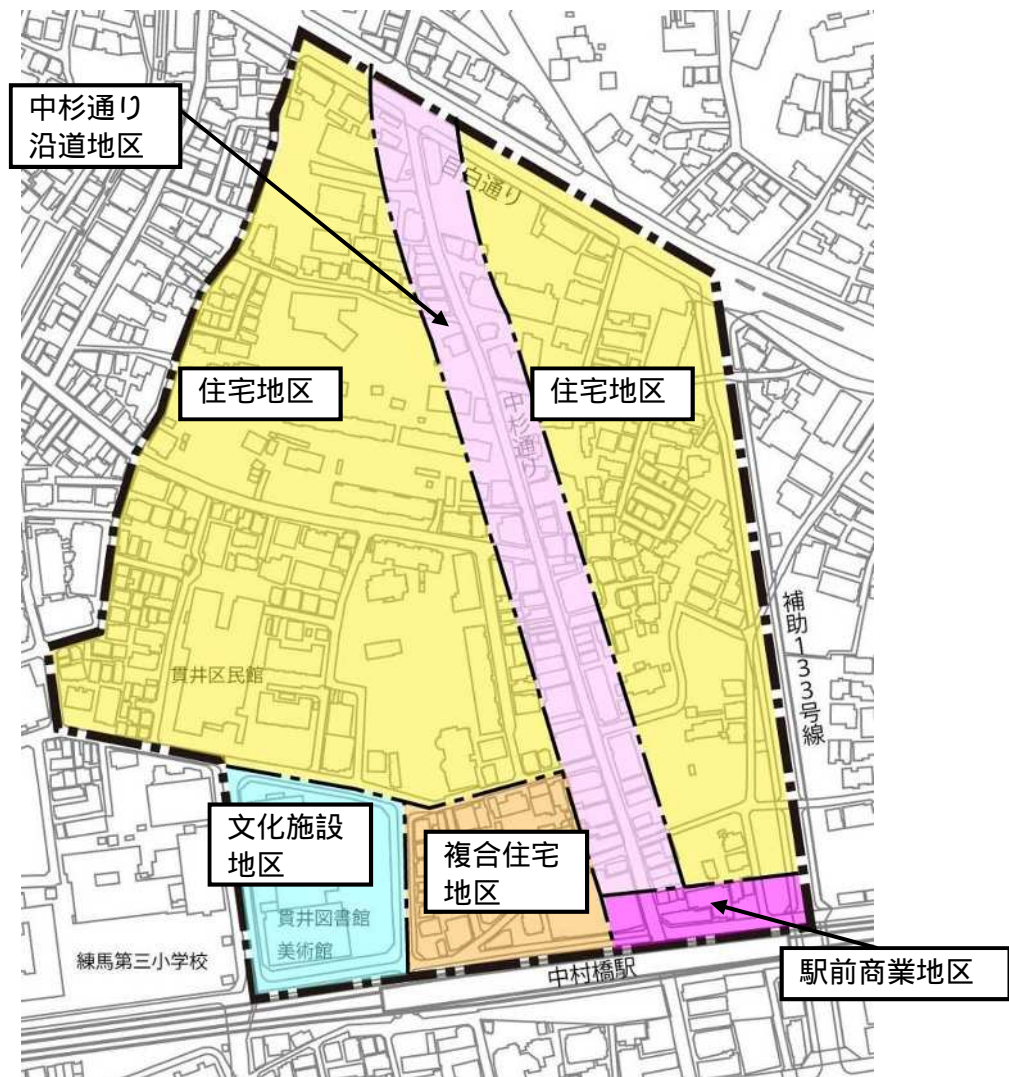 中杉通り
沿道地区
目白通り
住宅地区
住宅地区
中杉通り
補助133号線
貫井区民館
文化施設
地区
複合住宅
地区
貫井図書館
美術館
練馬第三小学校
中村橋駅
駅前商業地区